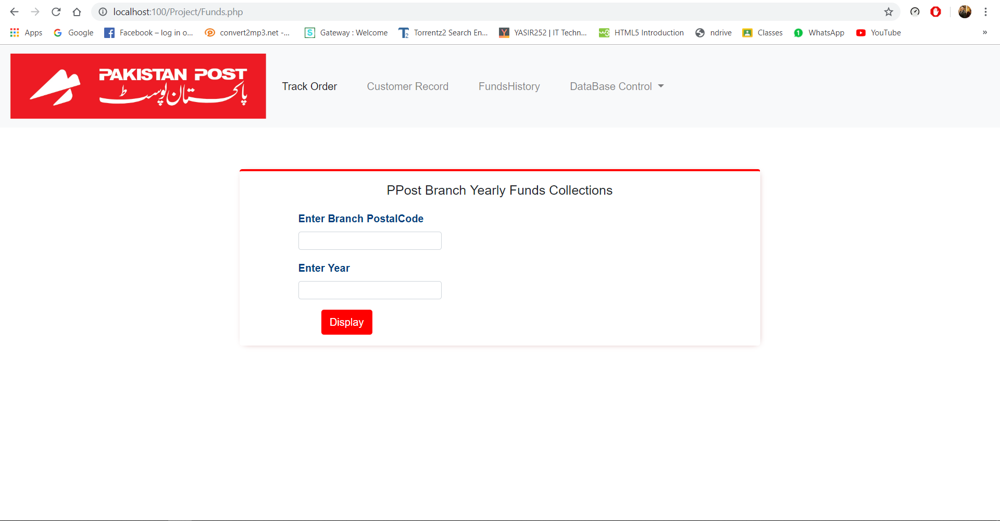 localhost:100/Project/Funds.php
Apps Google Facebook – log in o... convert2mp3.net -... Gateway : Welcome Torrentz2 Search En... YASIR252 | IT Techn... HTML5 Introduction ndrive Classes WhatsApp YouTube »
PAKISTAN POST
پاکستان پوسٹ
Track Order Customer Record FundsHistory DataBase Control
PPost Branch Yearly Funds Collections
Enter Branch PostalCode
Enter Year
Display